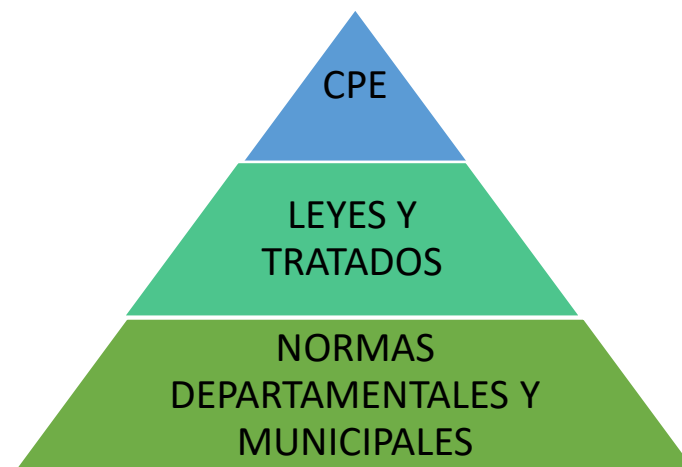 CPE
LEYES Y
TRATADOS
NORMAS
DEPARTAMENTALES Y
MUNICIPALES